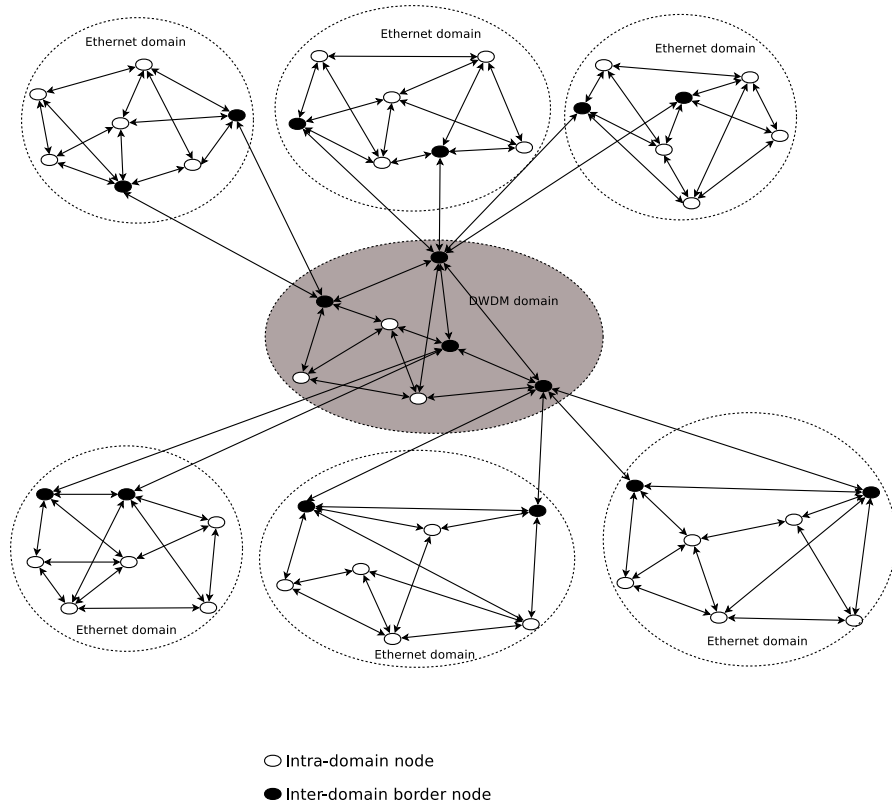 Ethernet domain
Ethernet domain
Ethernet domain
DWDM domain
Ethernet domain
Ethernet domain
Ethernet domain
Intra-domain node
Inter-domain border node